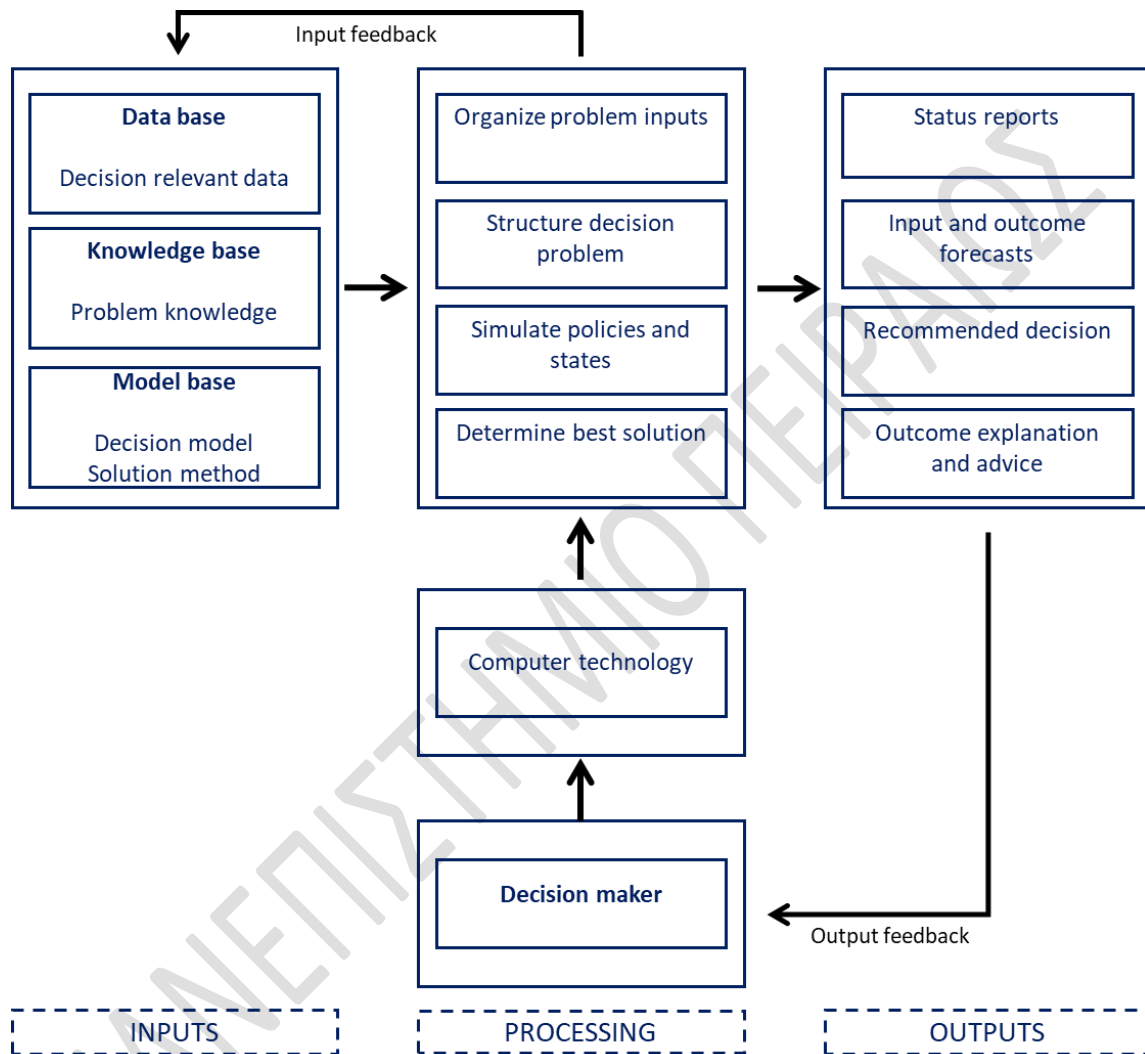 Input feedback
Data base
Decision relevant data
Knowledge base
Problem knowledge
Model base
Decision model
Solution method
Organize problem inputs
Structure decision
problem
Simulate policies and
states
Determine best solution
Status reports
Input and outcome
forecasts
Recommended decision
Outcome explanation
and advice
Computer technology
Decision maker
Output feedback
INPUTS
PROCESSING
OUTPUTS
ΠΑΝΕΠΙΣΤΗΜΙΟ ΠΕΙΡΑΙΩΣ